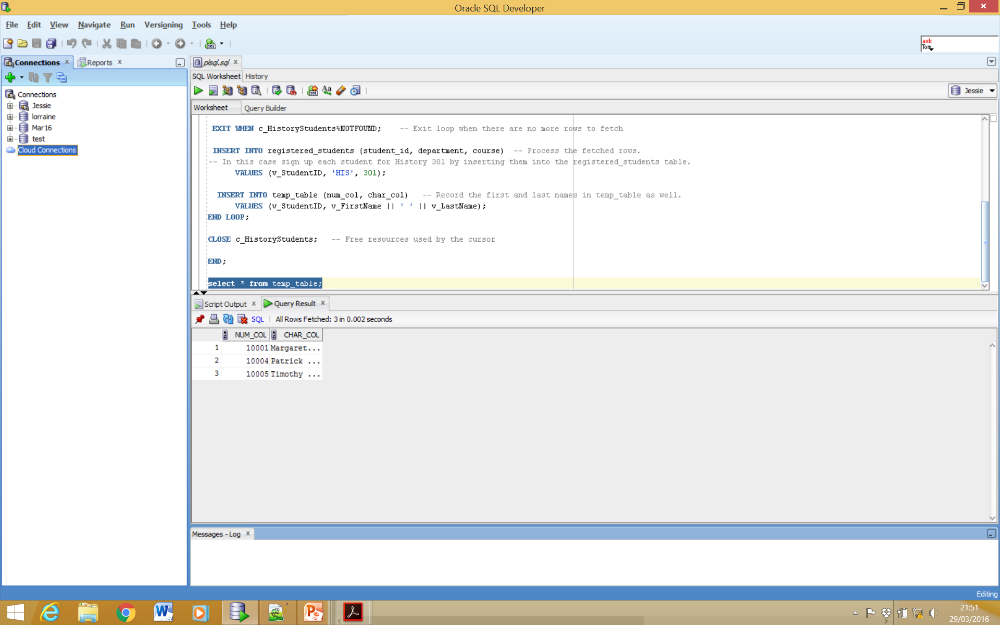 Oracle SQL Developer
File Edit View Navigate Run Versioning Tools Help
ask
Tom
Connections Reports
Connections
Jessie
lorraine
Mar16
test
Cloud Connections
plsql.sql
SQL Worksheet History
Jessie
Worksheet Query Builder
EXIT WHEN c_HistoryStudents%NOTFOUND; -- Exit loop when there are no more rows to fetch
INSERT INTO registered_students (student_id, department, course) -- Process the fetched rows.
-- In this case sign up each student for History 301 by inserting them into the registered_students table.
VALUES (v_StudentID, 'HIS', 301);
INSERT INTO temp_table (num_col, char_col) -- Record the first and last names in temp_table as well.
VALUES (v_StudentID, v_FirstName || ' ' || v_LastName);
END LOOP;
CLOSE c_HistoryStudents; -- Free resources used by the cursor
END;
select * from temp_table;
Script Output Query Result
SQL All Rows Fetched: 3 in 0.002 seconds
NUM_COL CHAR_COL
1 10001 Margaret...
2 10004 Patrick ...
3 10005 Timothy ...
Messages - Log
Editing
21:51
29/03/2016